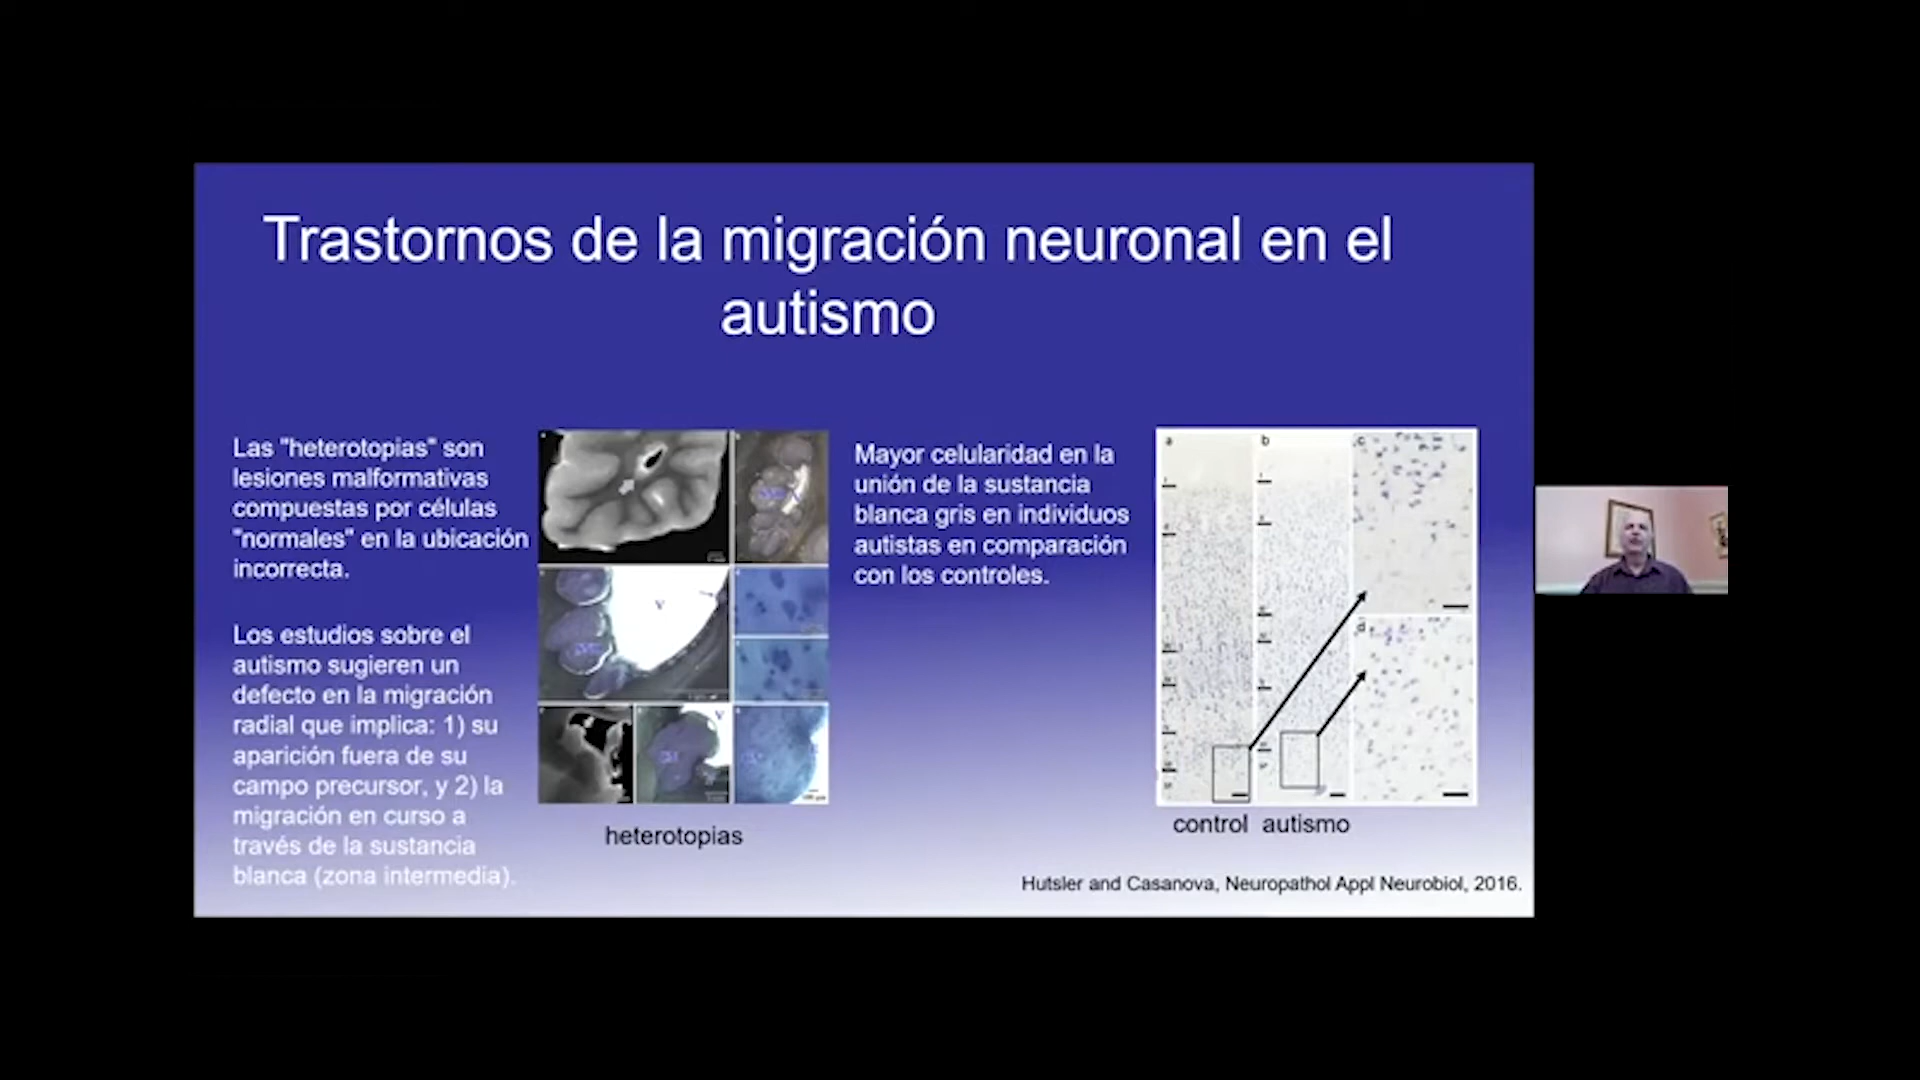 Trastornos de la migración neuronal en el
autismo
Las "heterotopias" son
lesiones malformativas
compuestas por células
"normales" en la ubicación
incorrecta.
Los estudios sobre el
autismo sugieren un
defecto en la migración
radial que implica: 1) su
aparición fuera de su
campo precursor, y 2) la
migración en curso a
través de la sustancia
blanca (zona intermedia).
heterotopias
Mayor celularidad en la
unión de la sustancia
blanca gris en individuos
autistas en comparación
con los controles.
a b c
d
control autismo
Hutsler and Casanova, Neuropathol Appl Neurobiol, 2016.